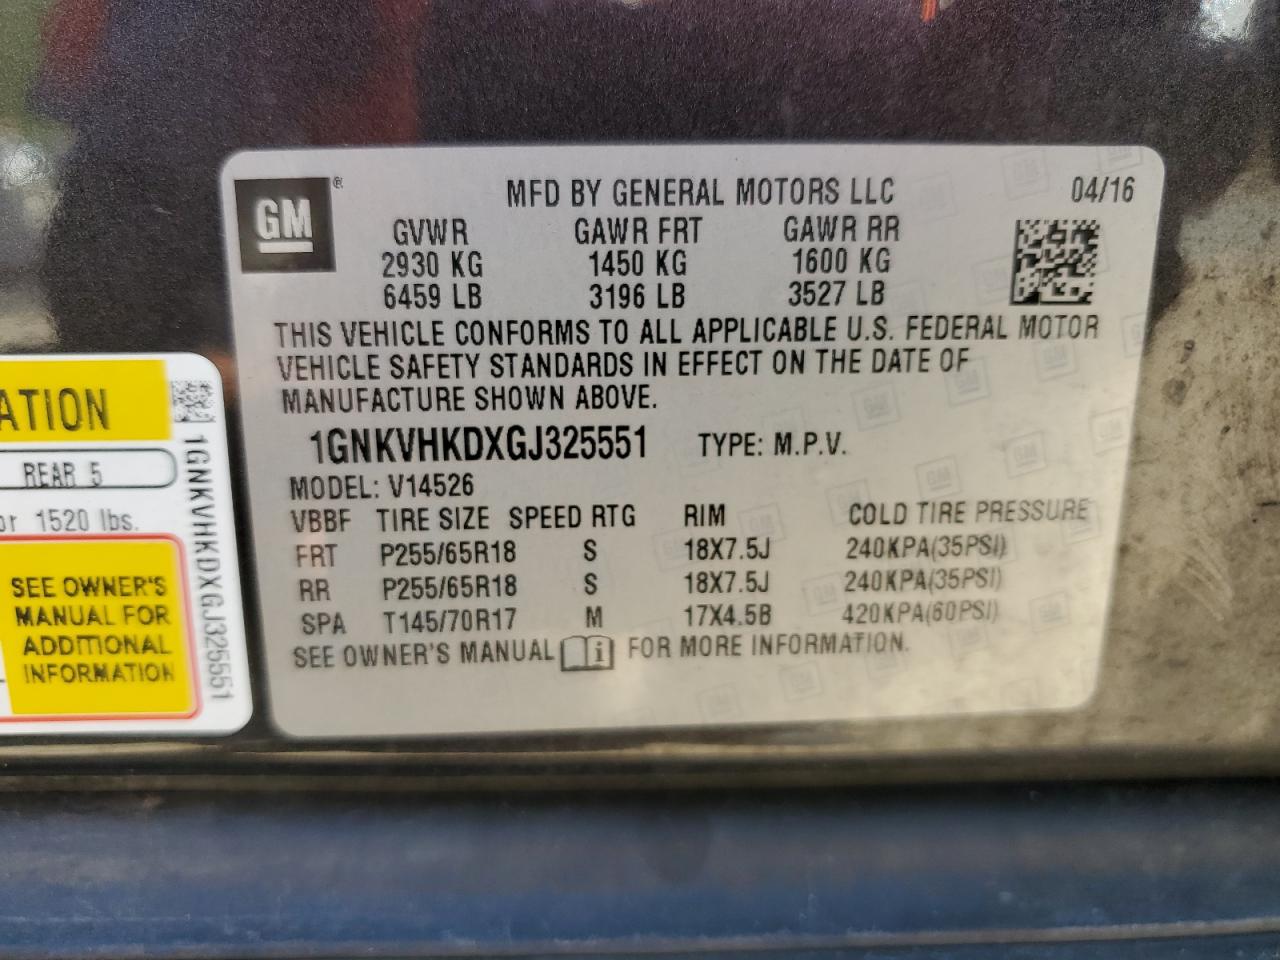 GM ®
MFD BY GENERAL MOTORS LLC 04/16
GVWR GAWR FRT GAWR RR
2930 KG 1450 KG 1600 KG
6459 LB 3196 LB 3527 LB
THIS VEHICLE CONFORMS TO ALL APPLICABLE U.S. FEDERAL MOTOR
VEHICLE SAFETY STANDARDS IN EFFECT ON THE DATE OF
MANUFACTURE SHOWN ABOVE.
1GNKVHKDXGJ325551 TYPE: M.P.V.
MODEL: V14526
VBBF TIRE SIZE SPEED RTG RIM COLD TIRE PRESSURE
FRT P255/65R18 S 18X7.5J 240KPA(35PSI)
RR P255/65R18 S 18X7.5J 240KPA(35PSI)
SPA T145/70R17 M 17X4.5B 420KPA(60PSI)
SEE OWNER'S MANUAL i FOR MORE INFORMATION.
ATION
REAR 5
or 1520 lbs.
SEE OWNER'S
MANUAL FOR
ADDITIONAL
INFORMATION
1GNKVHKDXGJ325551